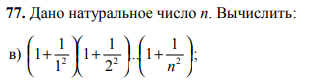 77. Дано натуральное число n. Вычислить:
в) (1+1/1²)(1+1/2²)...(1+1/n²);